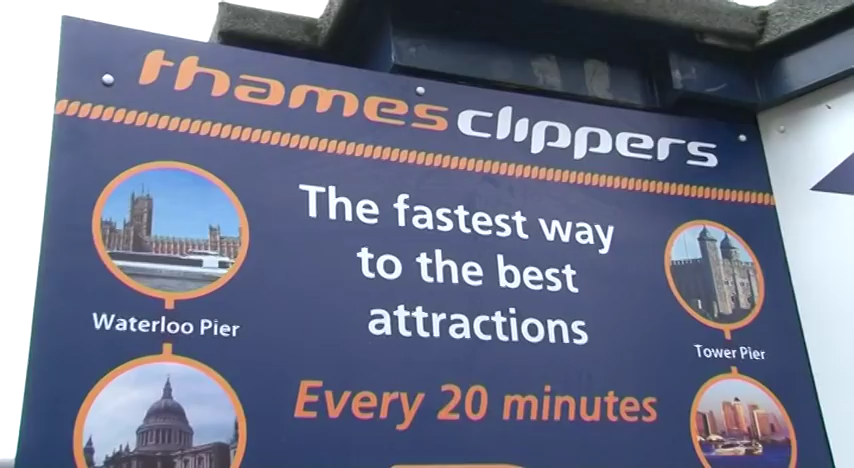 thames clippers
The fastest way
to the best
attractions
Waterloo Pier
Tower Pier
Every 20 minutes